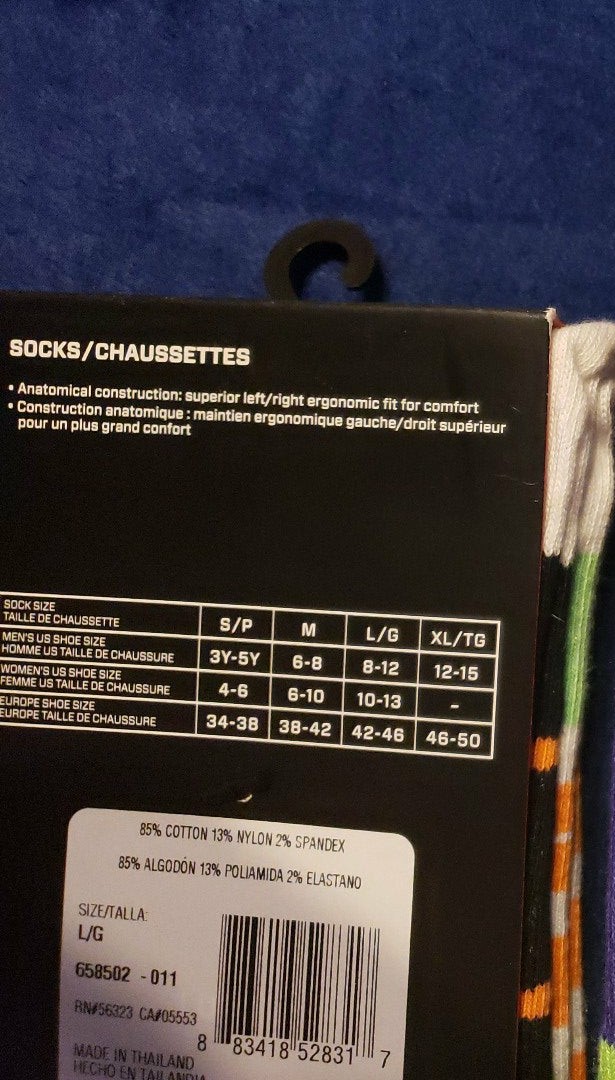 SOCKS/CHAUSSETTES
• Anatomical construction: superior left/right ergonomic fit for comfort
• Construction anatomique : maintien ergonomique gauche/droit supérieur
pour un plus grand confort
SOCK SIZE
TAILLE DE CHAUSSETTE
S/P M L/G XL/TG
MEN'S US SHOE SIZE
HOMME US TAILLE DE CHAUSSURE
3Y-5Y 6-8 8-12 12-15
WOMEN'S US SHOE SIZE
FEMME US TAILLE DE CHAUSSURE
4-6 6-10 10-13 -
EUROPE SHOE SIZE
EUROPE TAILLE DE CHAUSSURE
34-38 38-42 42-46 46-50
85% COTTON 13% NYLON 2% SPANDEX
85% ALGODÓN 13% POLIAMIDA 2% ELASTANO
SIZE/TALLA:
L/G
658502 -011
RN#56323 CA#05553
8 83418 52831 7
MADE IN THAILAND
HECHO EN TAILANDIA